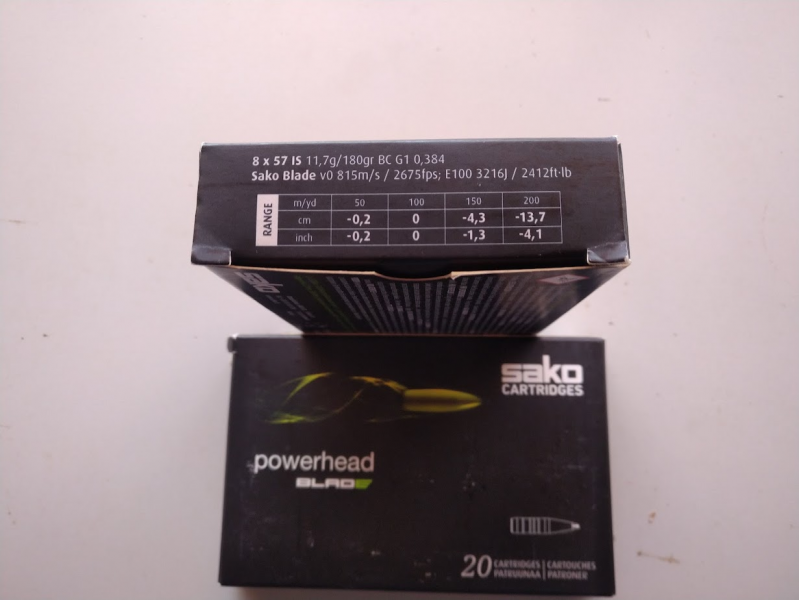 8 x 57 IS 11,7g/180gr BC G1 0,384
Sako Blade v0 815m/s / 2675fps; E100 3216J / 2412ft·lb
RANGE
m/yd 50 100 150 200
cm -0,2 0 -4,3 -13,7
inch -0,2 0 -1,3 -4,1
sako
sako
CARTRIDGES
powerhead
BLADE
20 CARTRIDGES | CARTOUCHES
PATRUUNAA | PATRONER